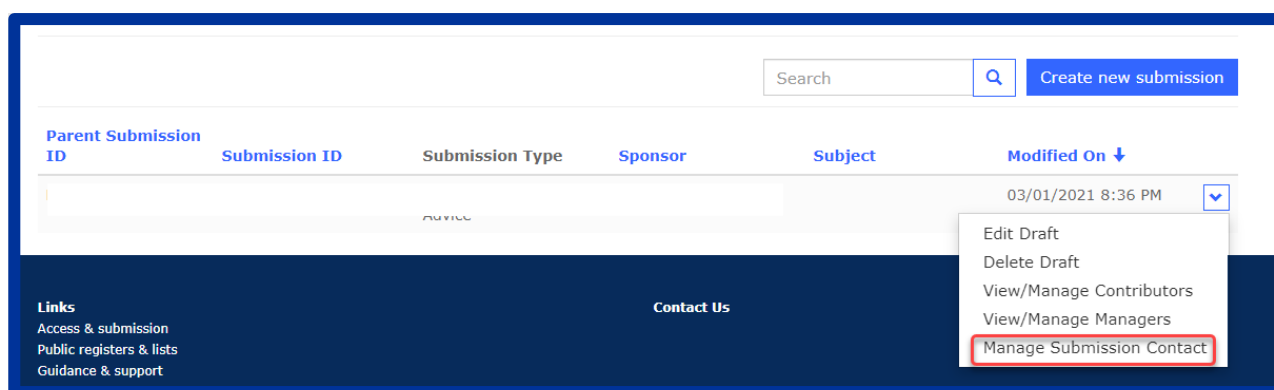 Search
Create new submission
Parent Submission
ID
Submission ID
Submission Type
Sponsor
Subject
Modified On
03/01/2021 8:36 PM
Advice
Edit Draft
Delete Draft
View/Manage Contributors
View/Manage Managers
Manage Submission Contact
Links
Access & submission
Public registers & lists
Guidance & support
Contact Us